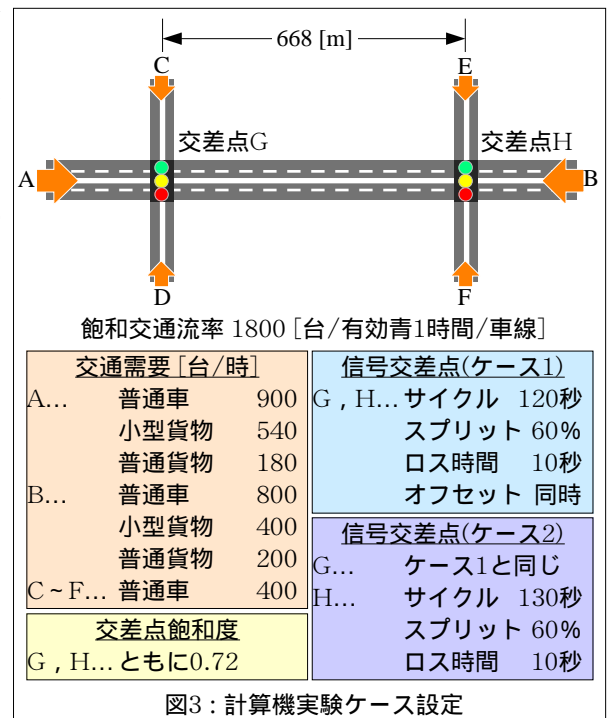 668 [m]
C
E
交差点G
交差点H
A
B
D
F
飽和交通流率 1800 [台/有効青1時間/車線]
交通需要 [台/時]
A… 普通車 900
小型貨物 540
普通貨物 180
B… 普通車 800
小型貨物 400
普通貨物 200
C~F… 普通車 400
交差点飽和度
G , H… ともに0.72
信号交差点(ケース1)
G , H… サイクル 120秒
スプリット 60%
ロス時間 10秒
オフセット 同時
信号交差点(ケース2)
G… ケース1と同じ
H… サイクル 130秒
スプリット 60%
ロス時間 10秒
図3 : 計算機実験ケース設定